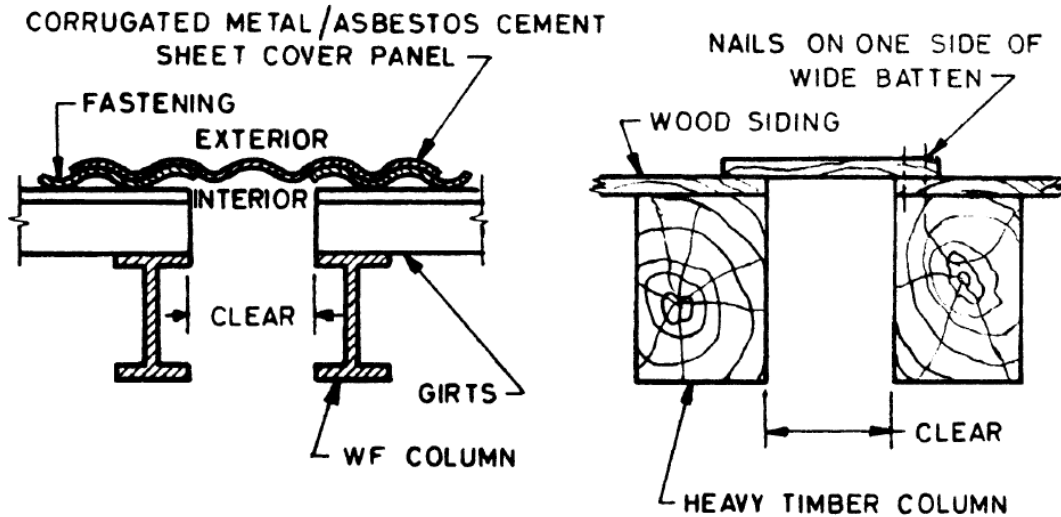 CORRUGATED METAL/ASBESTOS CEMENT
SHEET COVER PANEL
FASTENING
EXTERIOR
INTERIOR
CLEAR
GIRTS
WF COLUMN
NAILS ON ONE SIDE OF
WIDE BATTEN
WOOD SIDING
CLEAR
HEAVY TIMBER COLUMN